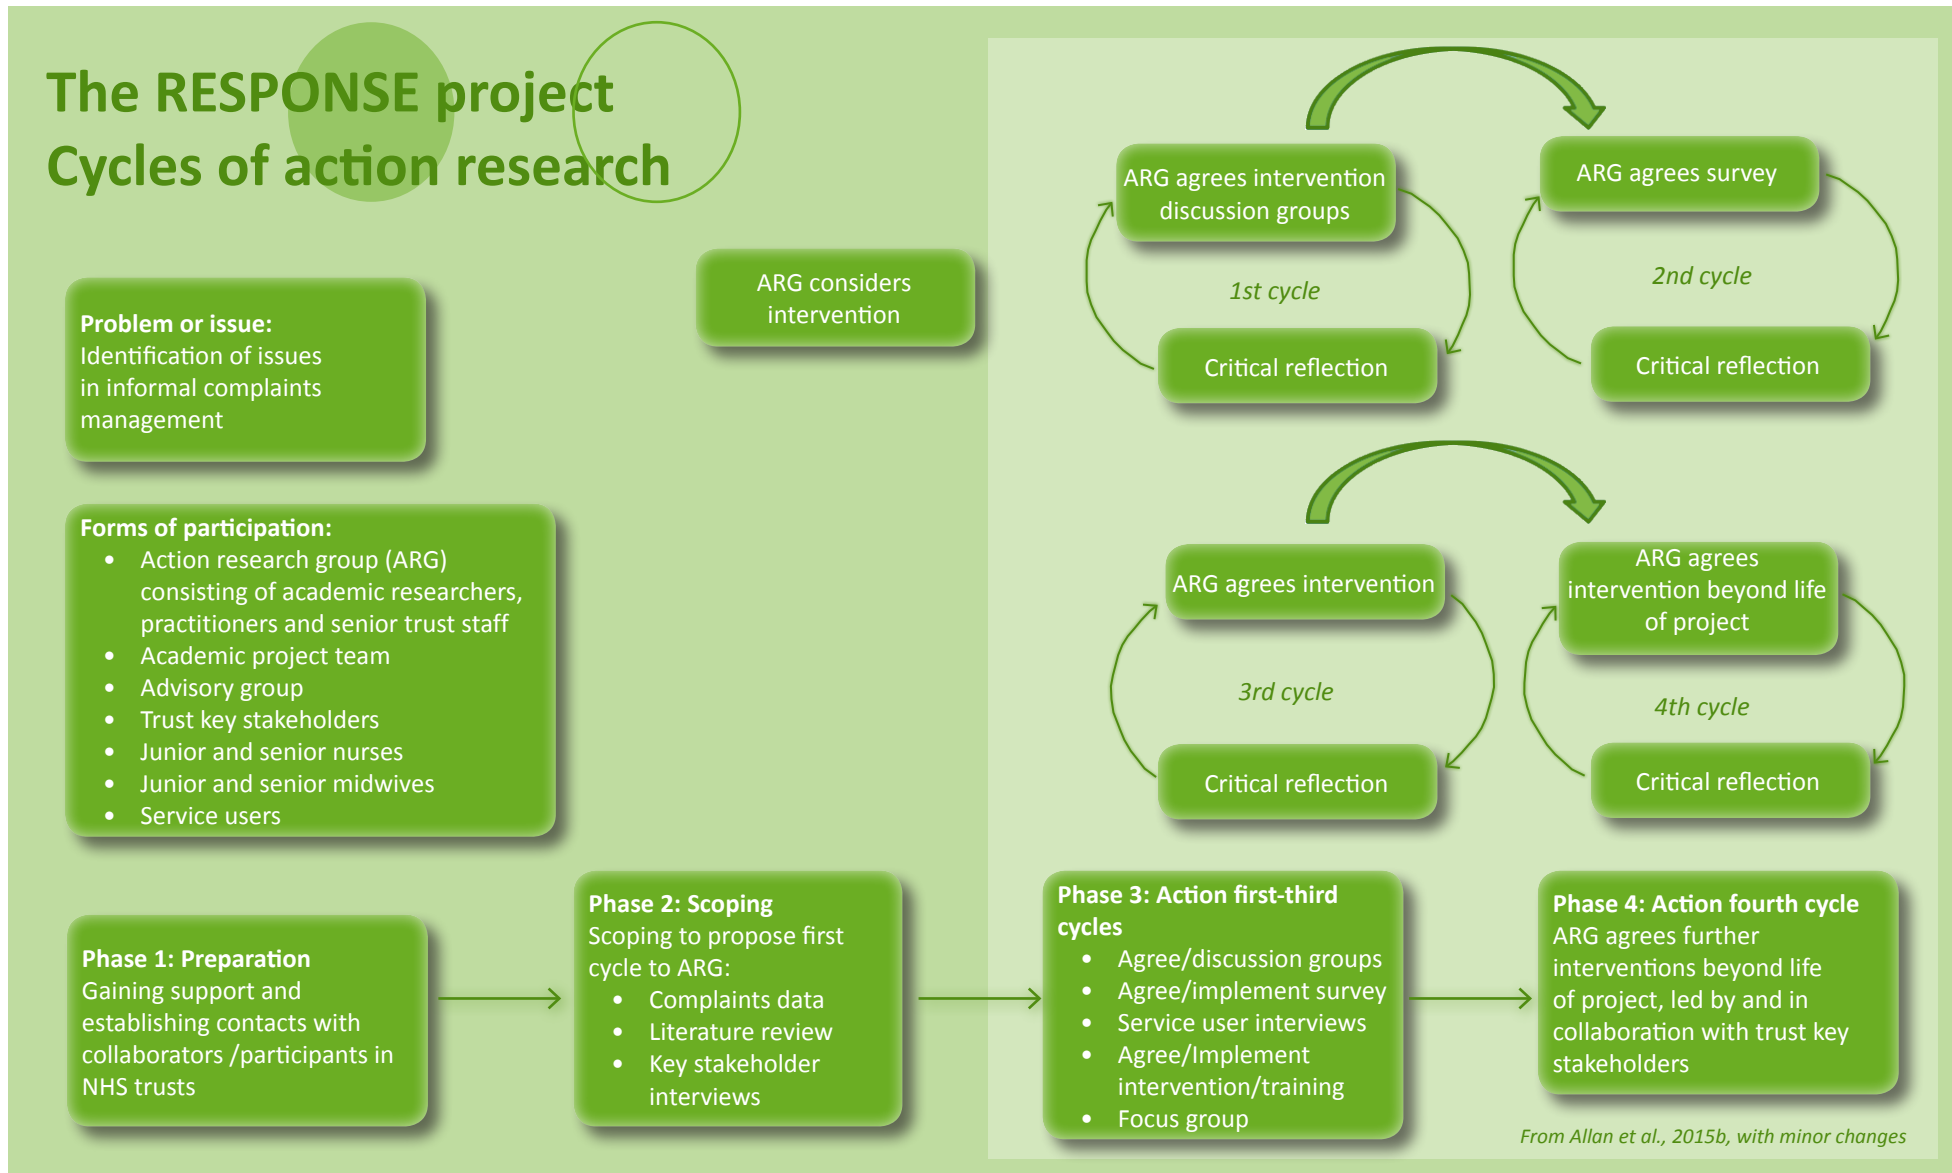 The RESPONSE project
Cycles of action research
Problem or issue:
Identification of issues
in informal complaints
management
ARG considers
intervention
ARG agrees intervention
discussion groups
1st cycle
Critical reflection
ARG agrees survey
2nd cycle
Critical reflection
Forms of participation:
• Action research group (ARG)
consisting of academic researchers,
practitioners and senior trust staff
• Academic project team
• Advisory group
• Trust key stakeholders
• Junior and senior nurses
• Junior and senior midwives
• Service users
ARG agrees intervention
3rd cycle
Critical reflection
ARG agrees
intervention beyond life
of project
4th cycle
Critical reflection
Phase 1: Preparation
Gaining support and
establishing contacts with
collaborators /participants in
NHS trusts
Phase 2: Scoping
Scoping to propose first
cycle to ARG:
• Complaints data
• Literature review
• Key stakeholder
interviews
Phase 3: Action first-third
cycles
• Agree/discussion groups
• Agree/implement survey
• Service user interviews
• Agree/Implement
intervention/training
• Focus group
Phase 4: Action fourth cycle
ARG agrees further
interventions beyond life
of project, led by and in
collaboration with trust key
stakeholders
From Allan et al., 2015b, with minor changes